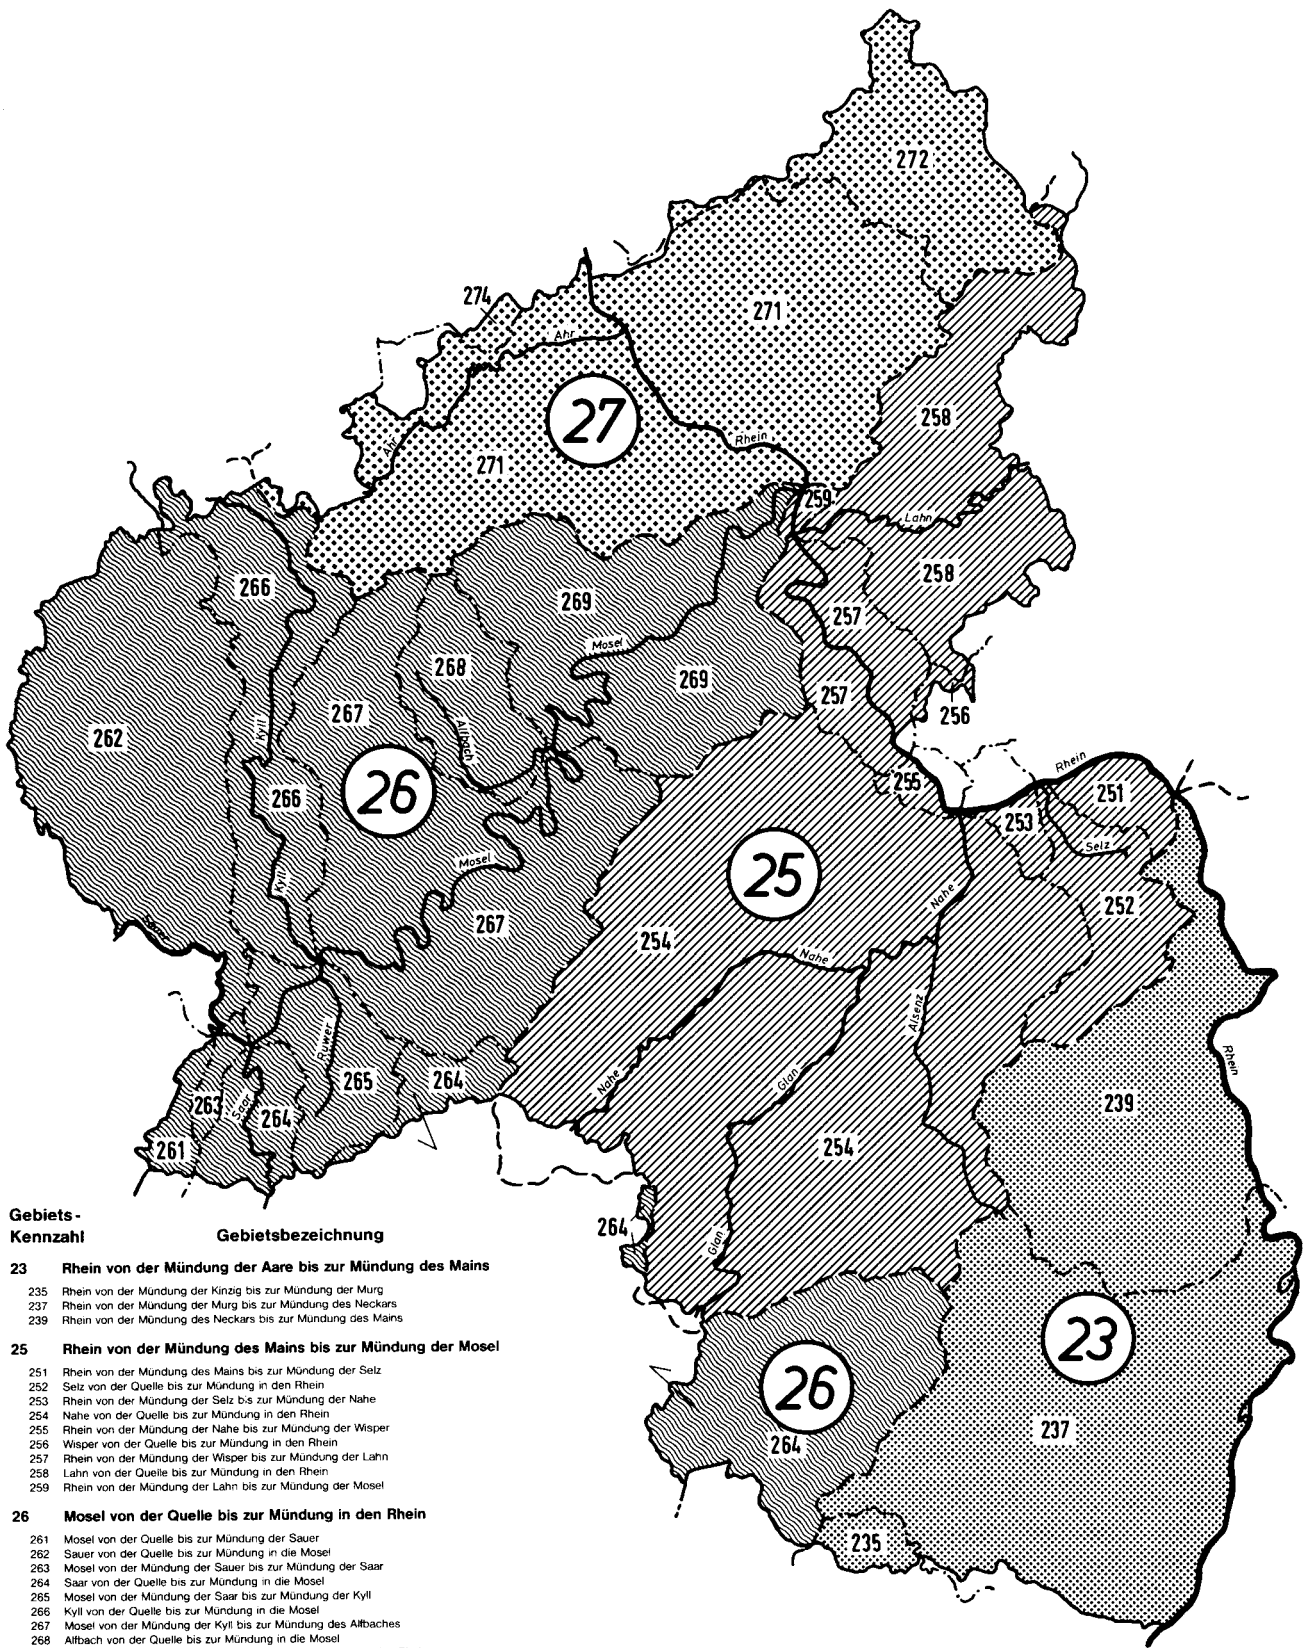 272
274
271
Ahr
27
258
Ahr
Rhein
271
259
Lahn
266
258
269
257
Mosel
268
269
257
267
256
262
Kyll
Alfbach
Rhein
255
251
266
26
253
Selz
25
Mosel
Kyll
Nahe
252
267
254
Nahe
Alsenz
Ruwer
Rhein
265
264
Nahe
Glan
263
Saar
264
239
261
254
264
Glan
23
26
237
264
235
Gebiets-
Kennzahl Gebietsbezeichnung
23 Rhein von der Mündung der Aare bis zur Mündung des Mains
235 Rhein von der Mündung der Kinzig bis zur Mündung der Murg
237 Rhein von der Mündung der Murg bis zur Mündung des Neckars
239 Rhein von der Mündung des Neckars bis zur Mündung des Mains
25 Rhein von der Mündung des Mains bis zur Mündung der Mosel
251 Rhein von der Mündung des Mains bis zur Mündung der Selz
252 Selz von der Quelle bis zur Mündung in den Rhein
253 Rhein von der Mündung der Selz bis zur Mündung der Nahe
254 Nahe von der Quelle bis zur Mündung in den Rhein
255 Rhein von der Mündung der Nahe bis zur Mündung der Wisper
256 Wisper von der Quelle bis zur Mündung in den Rhein
257 Rhein von der Mündung der Wisper bis zur Mündung der Lahn
258 Lahn von der Quelle bis zur Mündung in den Rhein
259 Rhein von der Mündung der Lahn bis zur Mündung der Mosel
26 Mosel von der Quelle bis zur Mündung in den Rhein
261 Mosel von der Quelle bis zur Mündung der Sauer
262 Sauer von der Quelle bis zur Mündung in die Mosel
263 Mosel von der Mündung der Sauer bis zur Mündung der Saar
264 Saar von der Quelle bis zur Mündung in die Mosel
265 Mosel von der Mündung der Saar bis zur Mündung der Kyll
266 Kyll von der Quelle bis zur Mündung in die Mosel
267 Mosel von der Mündung der Kyll bis zur Mündung des Alfbaches
268 Alfbach von der Quelle bis zur Mündung in die Mosel